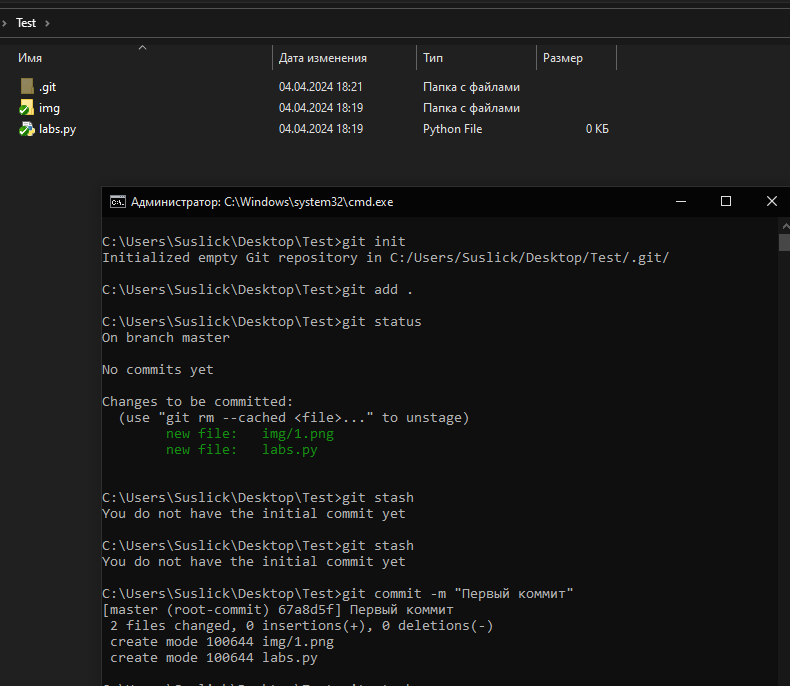 Test
Имя Дата изменения Тип Размер
.git 04.04.2024 18:21 Папка с файлами
img 04.04.2024 18:19 Папка с файлами
labs.py 04.04.2024 18:19 Python File 0 КБ
Администратор: C:\Windows\system32\cmd.exe
C:\Users\Suslick\Desktop\Test>git init
Initialized empty Git repository in C:/Users/Suslick/Desktop/Test/.git/
C:\Users\Suslick\Desktop\Test>git add .
C:\Users\Suslick\Desktop\Test>git status
On branch master
No commits yet
Changes to be committed:
(use "git rm --cached <file>..." to unstage)
new file: img/1.png
new file: labs.py
C:\Users\Suslick\Desktop\Test>git stash
You do not have the initial commit yet
C:\Users\Suslick\Desktop\Test>git stash
You do not have the initial commit yet
C:\Users\Suslick\Desktop\Test>git commit -m "Первый коммит"
[master (root-commit) 67a8d5f] Первый коммит
2 files changed, 0 insertions(+), 0 deletions(-)
create mode 100644 img/1.png
create mode 100644 labs.py